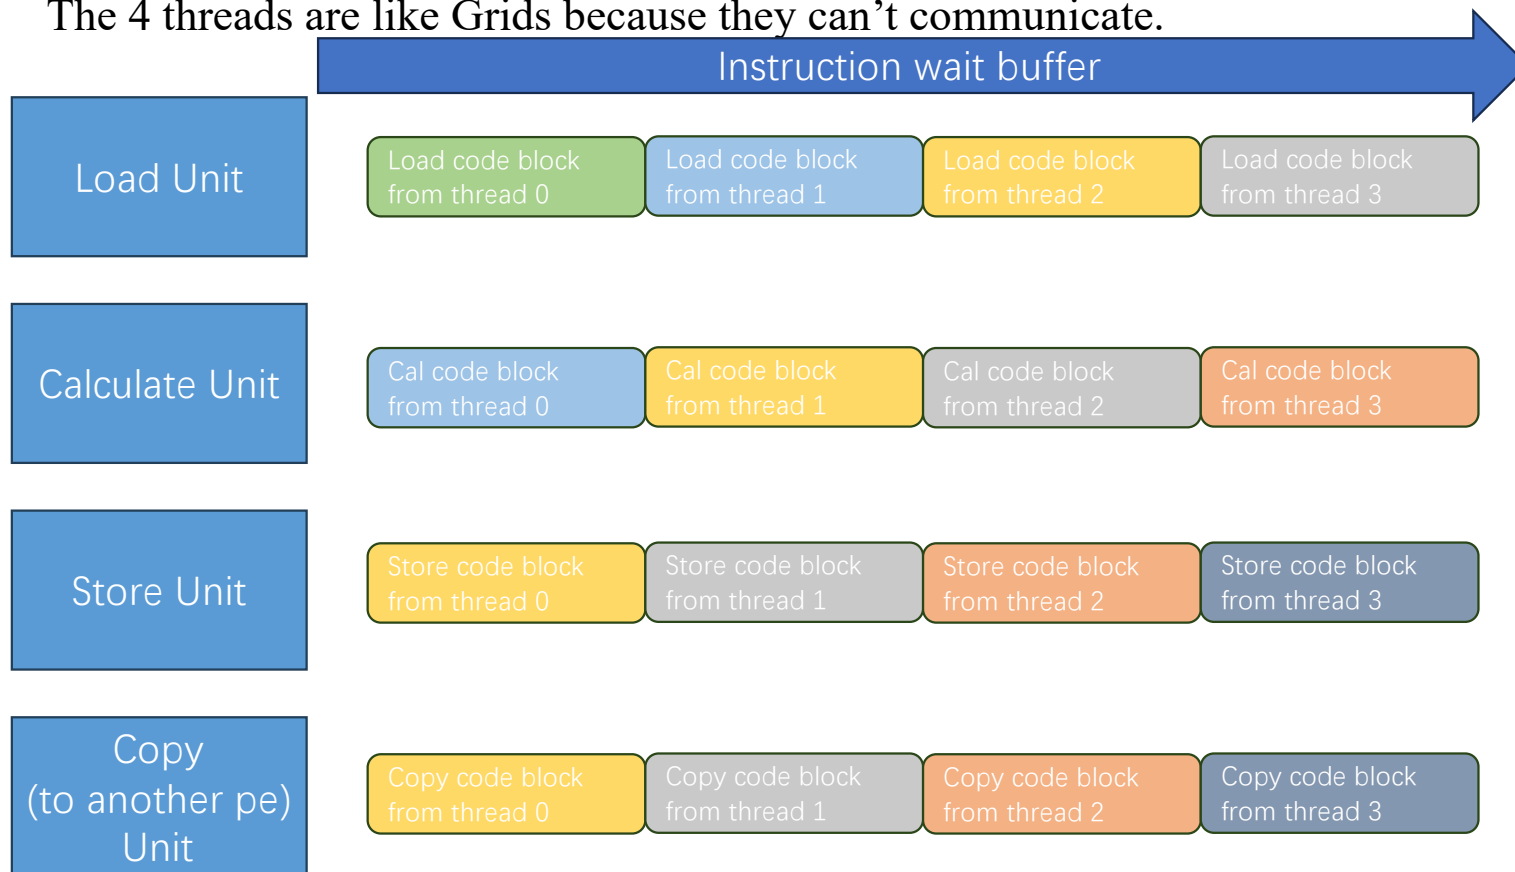 The 4 threads are like Grids because they can’t communicate.
Instruction wait buffer
Load Unit
Load code block
from thread 0
Load code block
from thread 1
Load code block
from thread 2
Load code block
from thread 3
Calculate Unit
Cal code block
from thread 0
Cal code block
from thread 1
Cal code block
from thread 2
Cal code block
from thread 3
Store Unit
Store code block
from thread 0
Store code block
from thread 1
Store code block
from thread 2
Store code block
from thread 3
Copy
(to another pe)
Unit
Copy code block
from thread 0
Copy code block
from thread 1
Copy code block
from thread 2
Copy code block
from thread 3